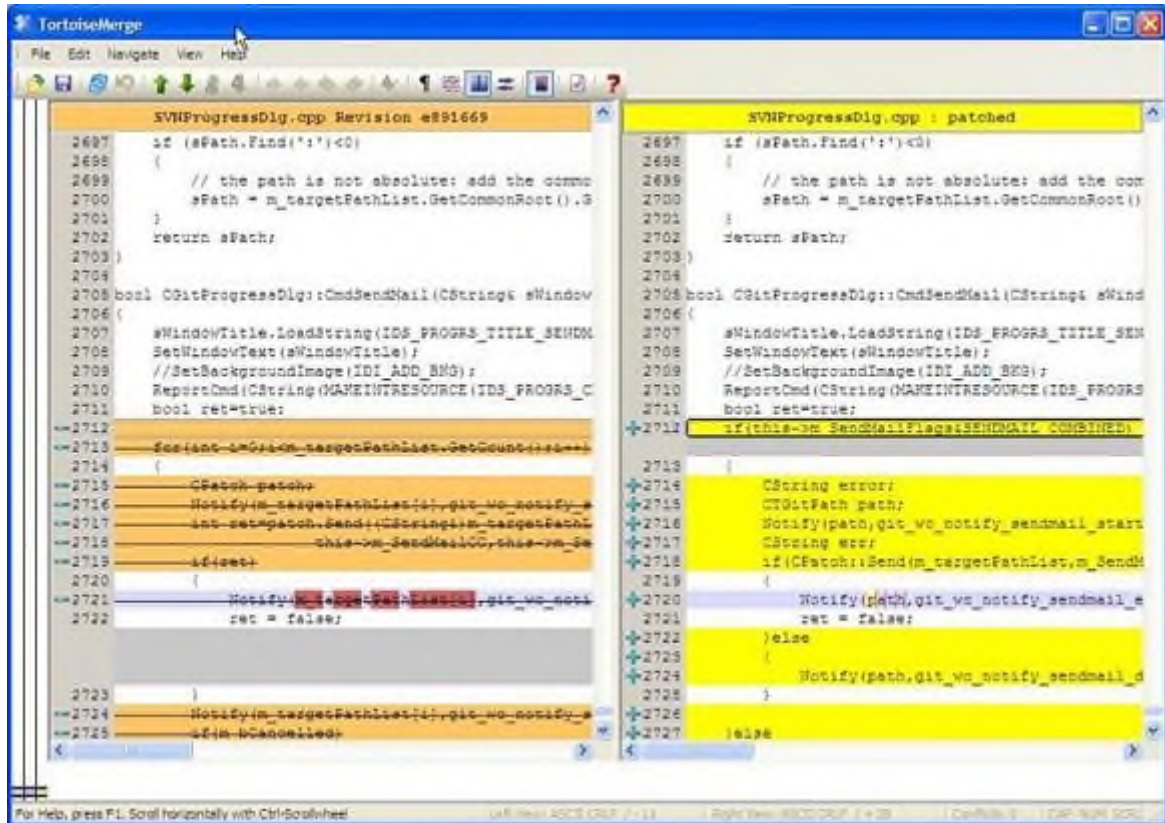 TortoiseMerge
File Edit Navigate View Help
SVNProgressDlg.cpp Revision e891669
2697 if (sPath.Find(':')<0)
2698 {
2699 // the path is not absolute: add the commo
2700 sPath = m_targetPathList.GetCommonRoot().G
2701 }
2702 return sPath;
2703 }
2704
2705 bool CGitProgressDlg::CmdSendMail(CString& sWindow
2706 {
2707 sWindowTitle.LoadString(IDS_PROGRS_TITLE_SENDM
2708 SetWindowText(sWindowTitle);
2709 //SetBackgroundImage(IDI_ADD_BKG);
2710 ReportCmd(CString(MAKEINTRESOURCE(IDS_PROGRS_C
2711 bool ret=true;
2712
2713 for(int i=0;i<m_targetPathList.GetCount();i++)
2714 {
2715 CPatch patch;
2716 Notify(m_targetPathList[i],git_wc_notify_s
2717 int ret=patch.Send((CString&)m_targetPathL
2718 this->m_SendMailCC,this->m_Se
2719 if(ret)
2720 {
2721 Notify(m_targetPathList[i],git_wc_noti
2722 ret = false;
2723 }
2724 Notify(m_targetPathList[i],git_wc_notify_s
2725 if(m_bCancelled)
SVNProgressDlg.cpp : patched
2697 if (sPath.Find(':')<0)
2698 {
2699 // the path is not absolute: add the com
2700 sPath = m_targetPathList.GetCommonRoot()
2701 }
2702 return sPath;
2703 }
2704
2705 bool CGitProgressDlg::CmdSendMail(CString& sWind
2706 {
2707 sWindowTitle.LoadString(IDS_PROGRS_TITLE_SEN
2708 SetWindowText(sWindowTitle);
2709 //SetBackgroundImage(IDI_ADD_BKG);
2710 ReportCmd(CString(MAKEINTRESOURCE(IDS_PROGRS
2711 bool ret=true;
2712 if(this->m_SendMailFlags&SENDMAIL_COMBINED)
2713 {
2714 CString error;
2715 CTGitPath path;
2716 Notify(path,git_wc_notify_sendmail_start
2717 CString err;
2718 if(CPatch::Send(m_targetPathList,m_SendM
2719 {
2720 Notify(path,git_wc_notify_sendmail_e
2721 ret = false;
2722 }else
2723 {
2724 Notify(path,git_wc_notify_sendmail_d
2725 }
2726
2727 }else
For Help, press F1. Scroll horizontally with Ctrl-Scrollwheel